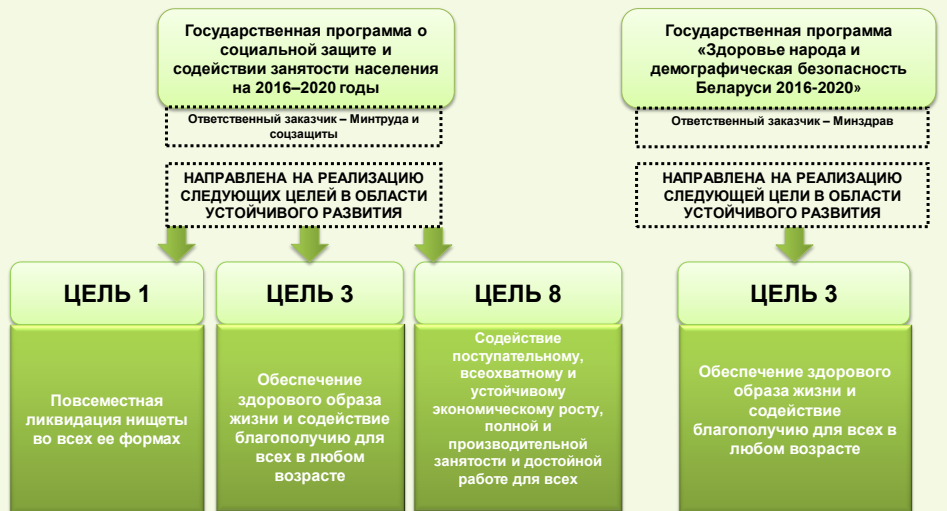 Государственная программа о
социальной защите и
содействии занятости населения
на 2016–2020 годы
Ответственный заказчик – Минтруда и
соцзащиты
НАПРАВЛЕНА НА РЕАЛИЗАЦИЮ
СЛЕДУЮЩИХ ЦЕЛЕЙ В ОБЛАСТИ
УСТОЙЧИВОГО РАЗВИТИЯ
ЦЕЛЬ 1
Повсеместная
ликвидация нищеты
во всех ее формах
ЦЕЛЬ 3
Обеспечение
здорового образа
жизни и содействие
благополучию для
всех в любом
возрасте
ЦЕЛЬ 8
Содействие
поступательному,
всеохватному и
устойчивому
экономическому росту,
полной и
производительной
занятости и достойной
работе для всех
Государственная программа
«Здоровье народа и
демографическая безопасность
Беларуси 2016-2020»
Ответственный заказчик – Минздрав
НАПРАВЛЕНА НА РЕАЛИЗАЦИЮ
СЛЕДУЮЩЕЙ ЦЕЛИ В ОБЛАСТИ
УСТОЙЧИВОГО РАЗВИТИЯ
ЦЕЛЬ 3
Обеспечение здорового
образа жизни и
содействие
благополучию для всех в
любом возрасте